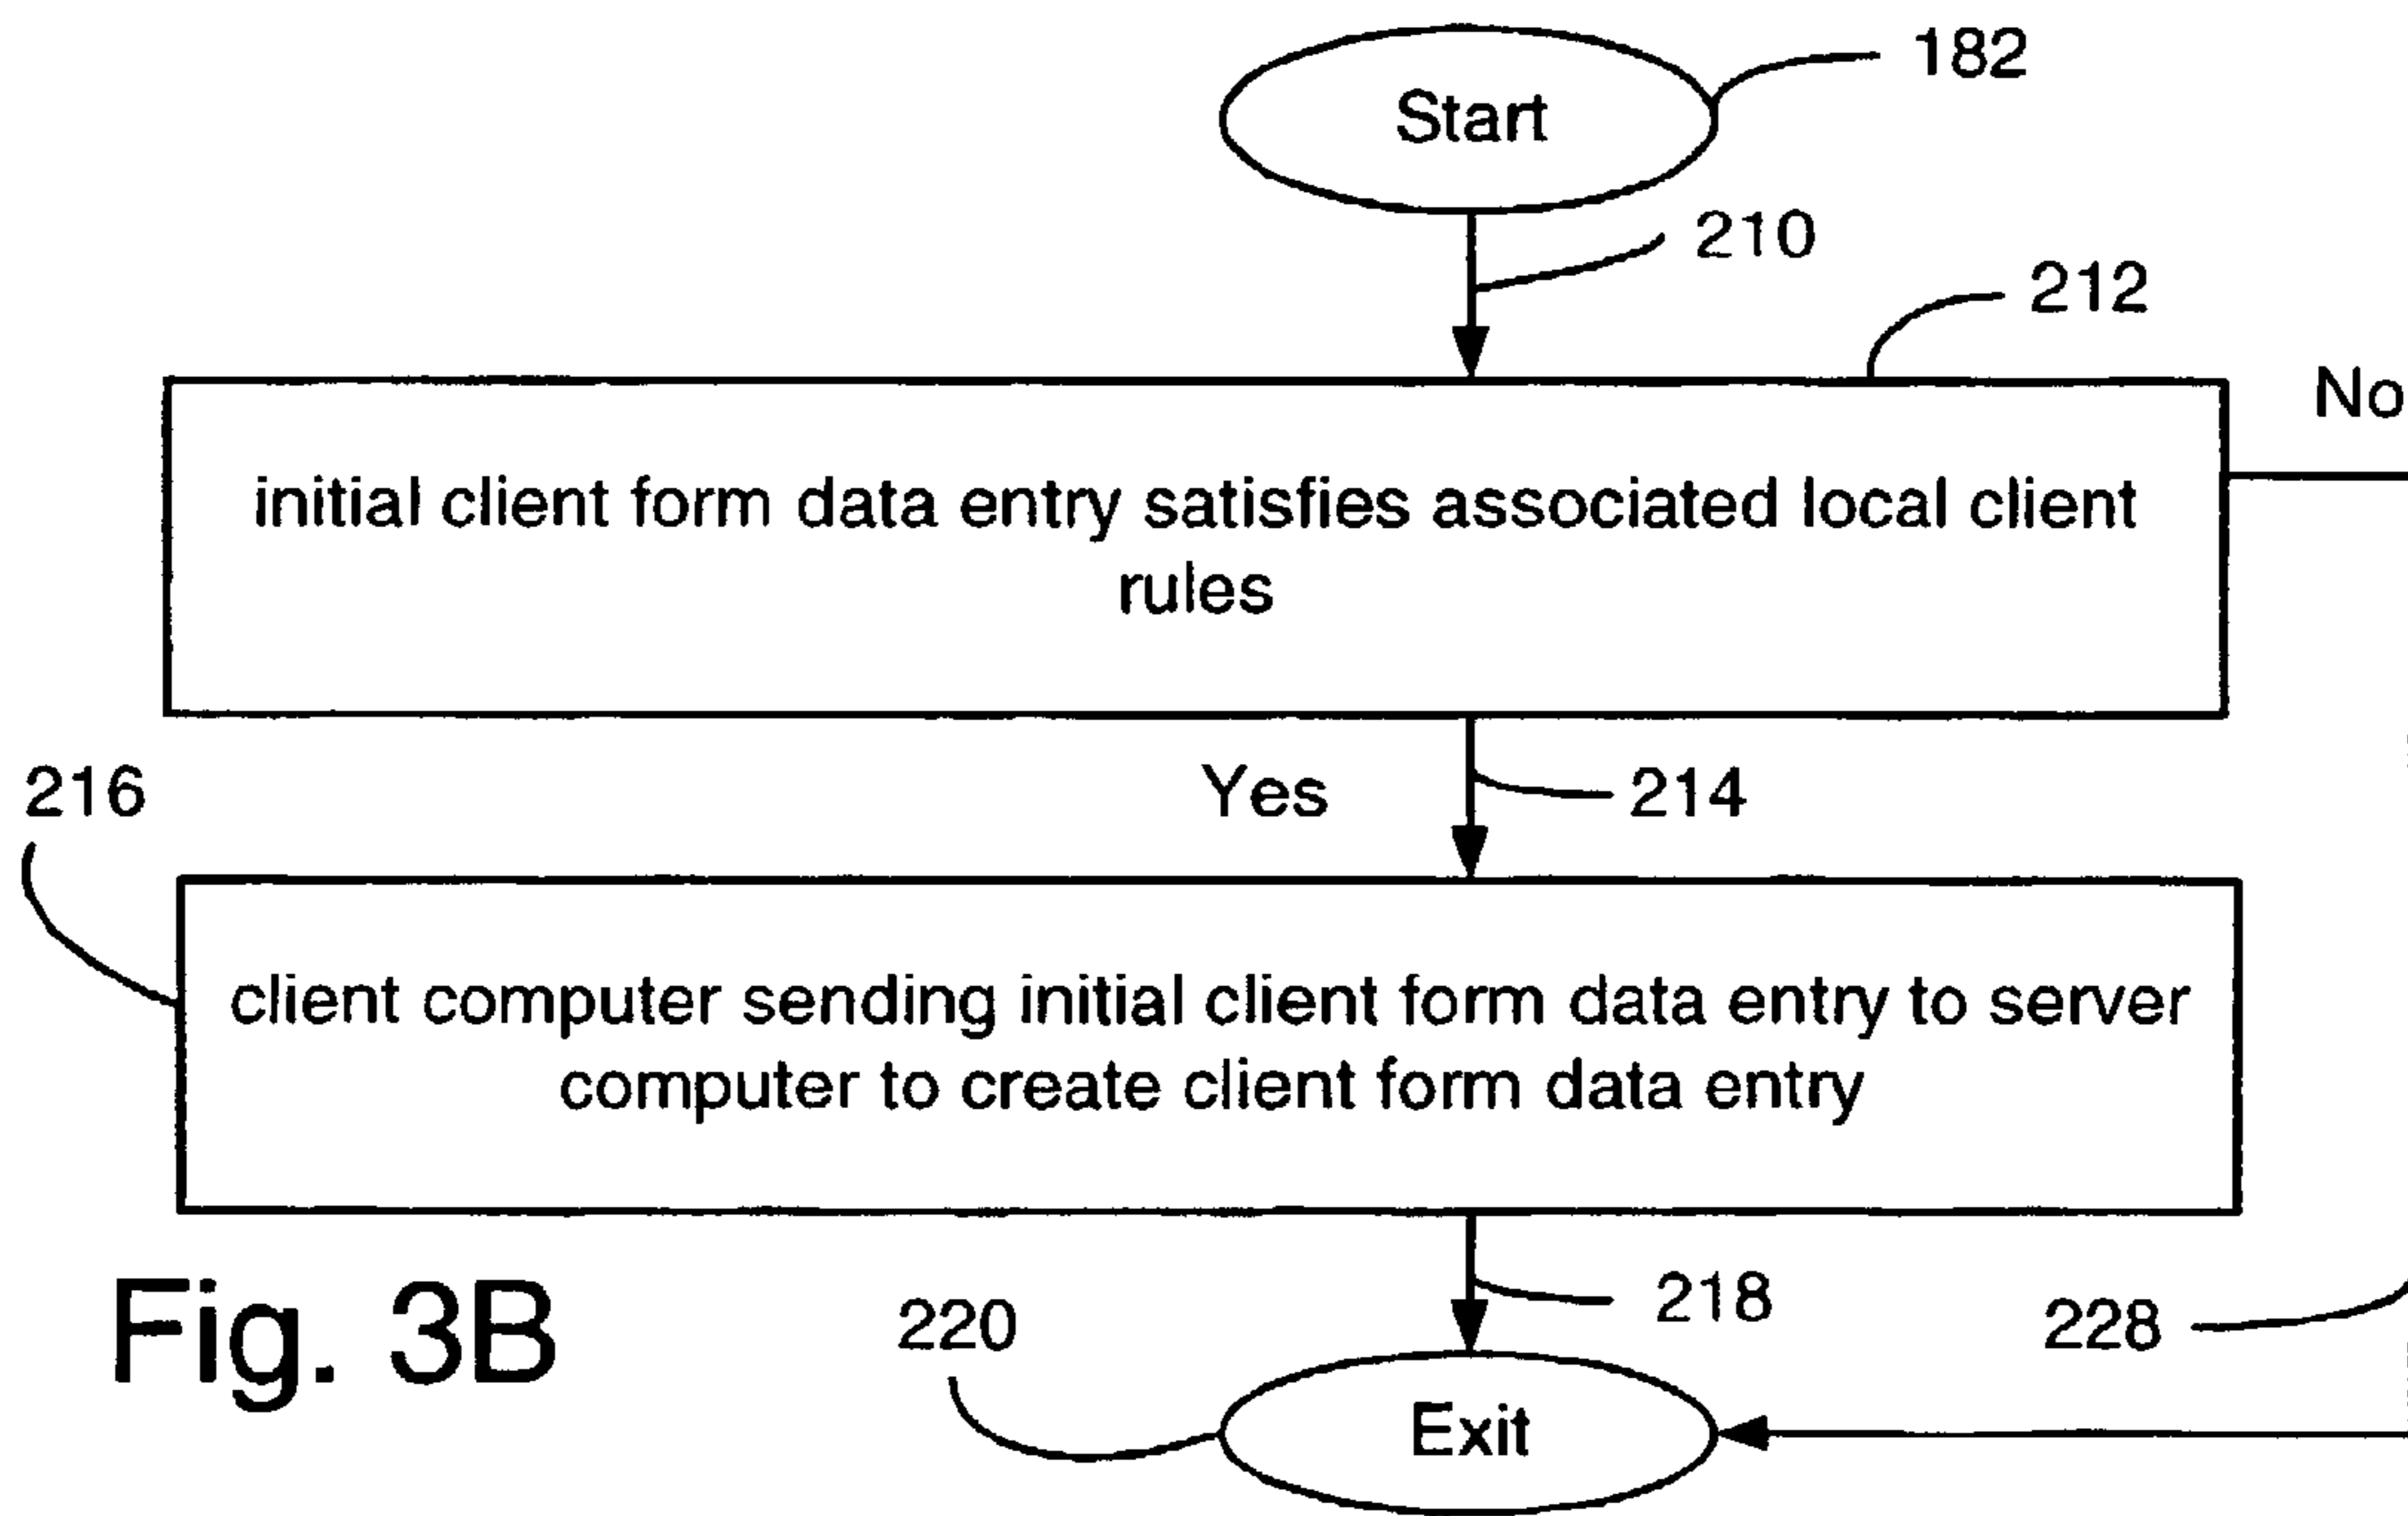 182
Start
210
212
No
initial client form data entry satisfies associated local client
rules
216
Yes
214
client computer sending initial client form data entry to server
computer to create client form data entry
Fig. 3B
220
218
228
Exit